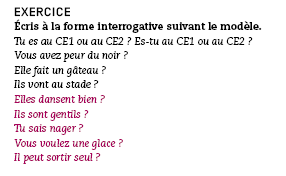 EXERCICE
Écris à la forme interrogative suivant le modèle.
Tu es au CE1 ou au CE2 ? Es-tu au CE1 ou au CE2 ?
Vous avez peur du noir ?
Elle fait un gâteau ?
Ils vont au stade ?
Elles dansent bien ?
Ils sont gentils ?
Tu sais nager ?
Vous voulez une glace ?
Il peut sortir seul ?